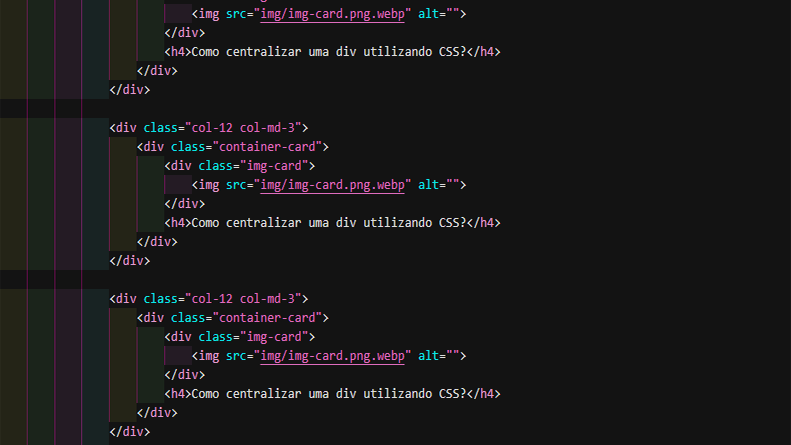 <img src="img/img-card.png.webp" alt="">
</div>
<h4>Como centralizar uma div utilizando CSS?</h4>
</div>
</div>
<div class="col-12 col-md-3">
<div class="container-card">
<div class="img-card">
<img src="img/img-card.png.webp" alt="">
</div>
<h4>Como centralizar uma div utilizando CSS?</h4>
</div>
</div>
<div class="col-12 col-md-3">
<div class="container-card">
<div class="img-card">
<img src="img/img-card.png.webp" alt="">
</div>
<h4>Como centralizar uma div utilizando CSS?</h4>
</div>
</div>